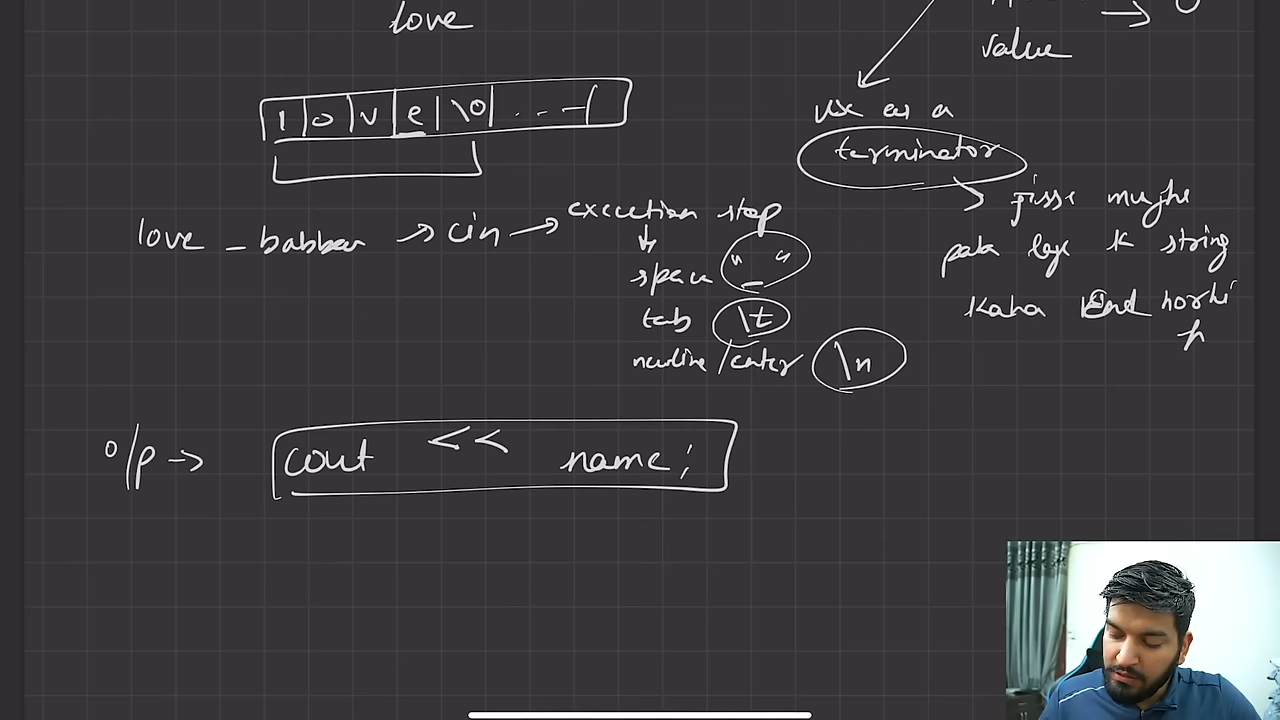 love
value → 0
l|o|v|e|\0| . . -
use as a
terminator
> jisse mujhe
pata lage k string
Kaha End horhi
h
love _ babbar → cin → execution stop
↓
space " _ "
tab \t
newline/enter \n
o/p → cout << name;